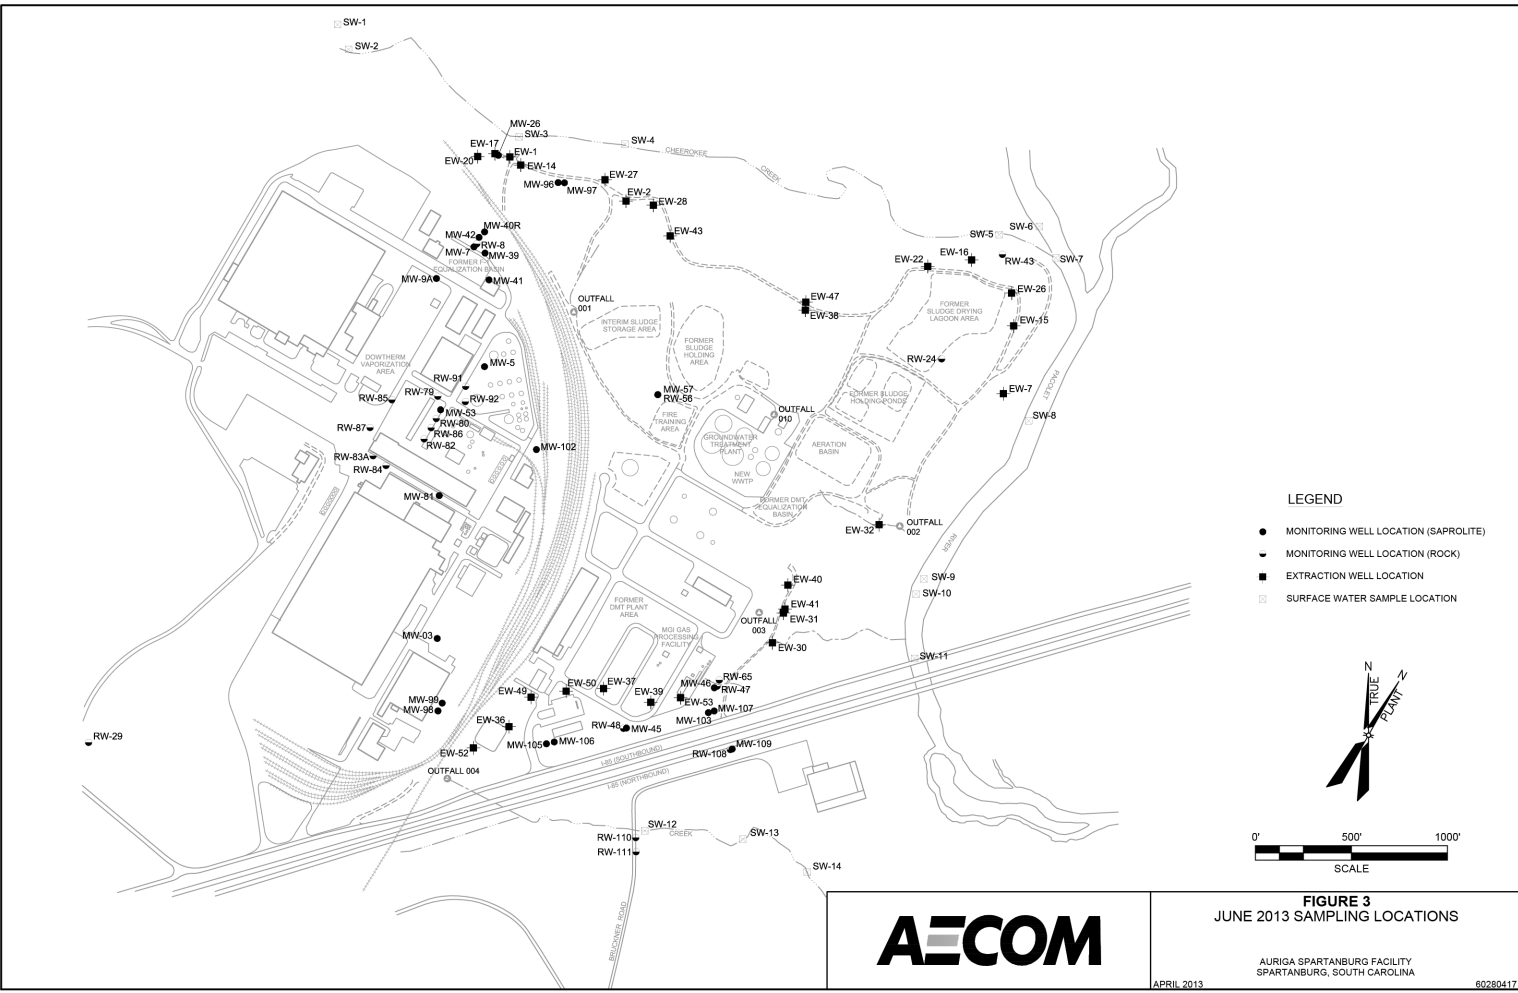 SW-1
SW-2
MW-26
SW-3
EW-17
SW-4
EW-1
EW-20
EW-14
CHEEROKEE
CREEK
EW-27
MW-96
MW-97
EW-2
EW-28
MW-40R
MW-42
EW-43
RW-8
MW-7
MW-39
SW-6
SW-5
EW-16
EW-22
RW-43
SW-7
FORMER F-
EQUALIZATION BASIN
MW-9A
MW-41
EW-26
OUTFALL
001
EW-47
EW-38
FORMER
SLUDGE DRYING
LAGOON AREA
EW-15
INTERIM SLUDGE
STORAGE AREA
FORMER
SLUDGE
HOLDING
AREA
DOWTHERM
VAPORIZATION
AREA
MW-5
RW-24
RW-91
RW-79
MW-57
RW-56
EW-7
PACOLET
RW-85
RW-92
FORMER SLUDGE
HOLDING PONDS
MW-53
OUTFALL
010
SW-8
FIRE
TRAINING
AREA
RW-80
RW-87
RW-86
RW-82
GROUNDWATER
TREATMENT
PLANT
AERATION
BASIN
MW-102
RW-83A
RW-84
NEW
WWTP
MW-81
FORMER DMT
EQUALIZATION
BASIN
EW-32
OUTFALL
002
RIVER
EW-40
SW-9
SW-10
FORMER
DMT PLANT
AREA
EW-41
EW-31
OUTFALL
003
MGI GAS
PROCESSING
FACILITY
MW-03
EW-30
SW-11
EW-50
EW-37
MW-46
RW-65
RW-47
EW-49
EW-39
EW-53
MW-99
MW-98
MW-107
MW-103
EW-36
RW-48
MW-45
RW-29
EW-52
MW-105
MW-106
I-85 (SOUTHBOUND)
MW-109
RW-108
OUTFALL 004
I-85 (NORTHBOUND)
SW-12
CREEK
SW-13
RW-110
RW-111
SW-14
BRUCKNER ROAD
LEGEND
MONITORING WELL LOCATION (SAPROLITE)
MONITORING WELL LOCATION (ROCK)
EXTRACTION WELL LOCATION
SURFACE WATER SAMPLE LOCATION
N
N
TRUE
PLANT
0' 500' 1000'
SCALE
AECOM
FIGURE 3
JUNE 2013 SAMPLING LOCATIONS
AURIGA SPARTANBURG FACILITY
SPARTANBURG, SOUTH CAROLINA
APRIL 2013 60280417